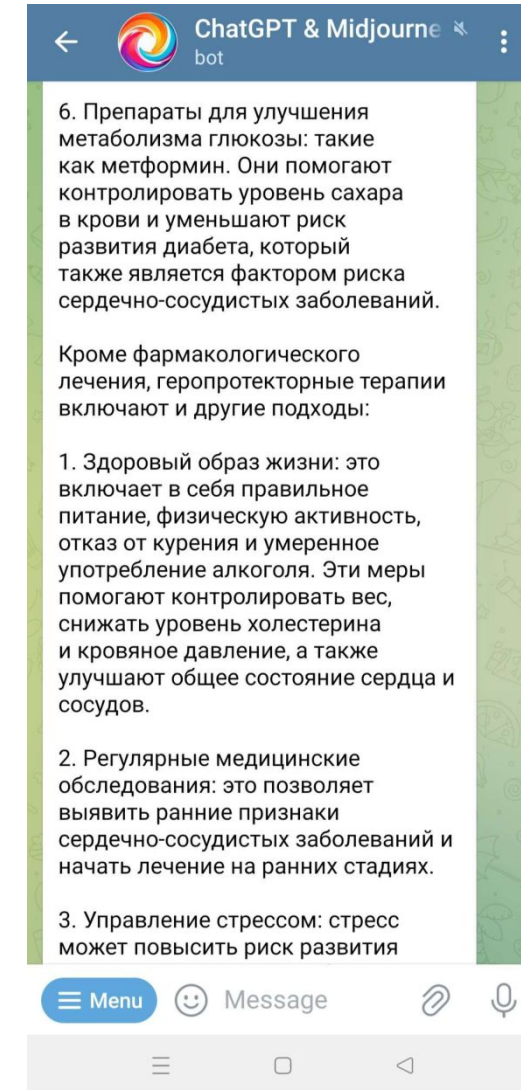 ChatGPT & Midjourne
bot
6. Препараты для улучшения
метаболизма глюкозы: такие
как метформин. Они помогают
контролировать уровень сахара
в крови и уменьшают риск
развития диабета, который
также является фактором риска
сердечно-сосудистых заболеваний.
Кроме фармакологического
лечения, геропротекторные терапии
включают и другие подходы:
1. Здоровый образ жизни: это
включает в себя правильное
питание, физическую активность,
отказ от курения и умеренное
употребление алкоголя. Эти меры
помогают контролировать вес,
снижать уровень холестерина
и кровяное давление, а также
улучшают общее состояние сердца и
сосудов.
2. Регулярные медицинские
обследования: это позволяет
выявить ранние признаки
сердечно-сосудистых заболеваний и
начать лечение на ранних стадиях.
3. Управление стрессом: стресс
может повысить риск развития
Menu
Message